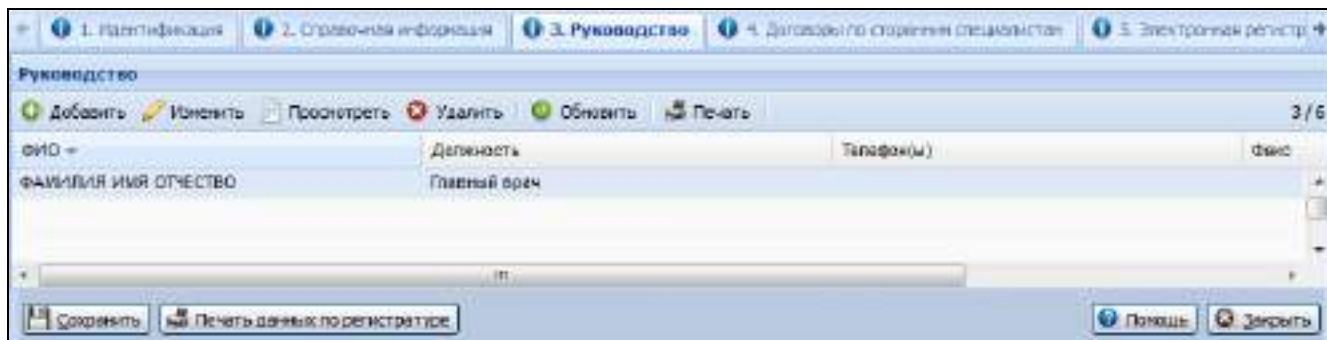 1. Идентификация 2. Справочная информация 3. Руководство 4. Договоры по сторонним специалистам 5. Электронная регистр
Руководство
Добавить Изменить Просмотреть Удалить Обновить Печать 3 / 6
ФИО Должность Телефон(ы) Факс
ФАМИЛИЯ ИМЯ ОТЧЕСТВО Главный врач
Сохранить Печать данных по регистратуре Помощь Закрыть